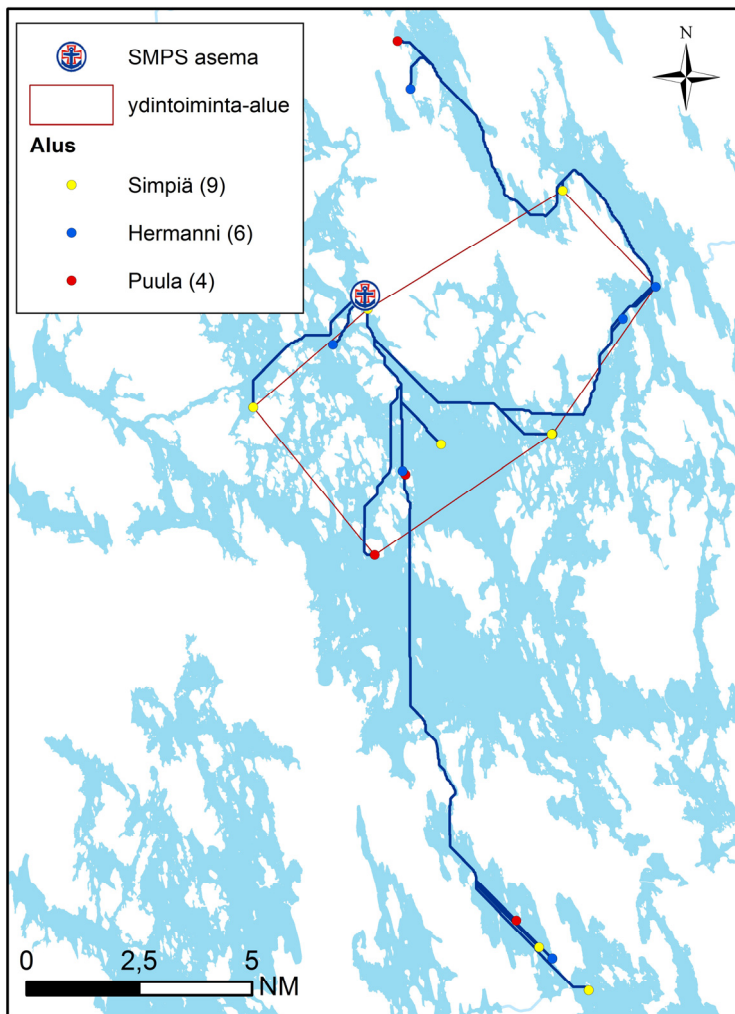 SMPS asema
ydintoiminta-alue
Alus
Simpiä (9)
Hermanni (6)
Puula (4)
N
0 2,5 5
NM